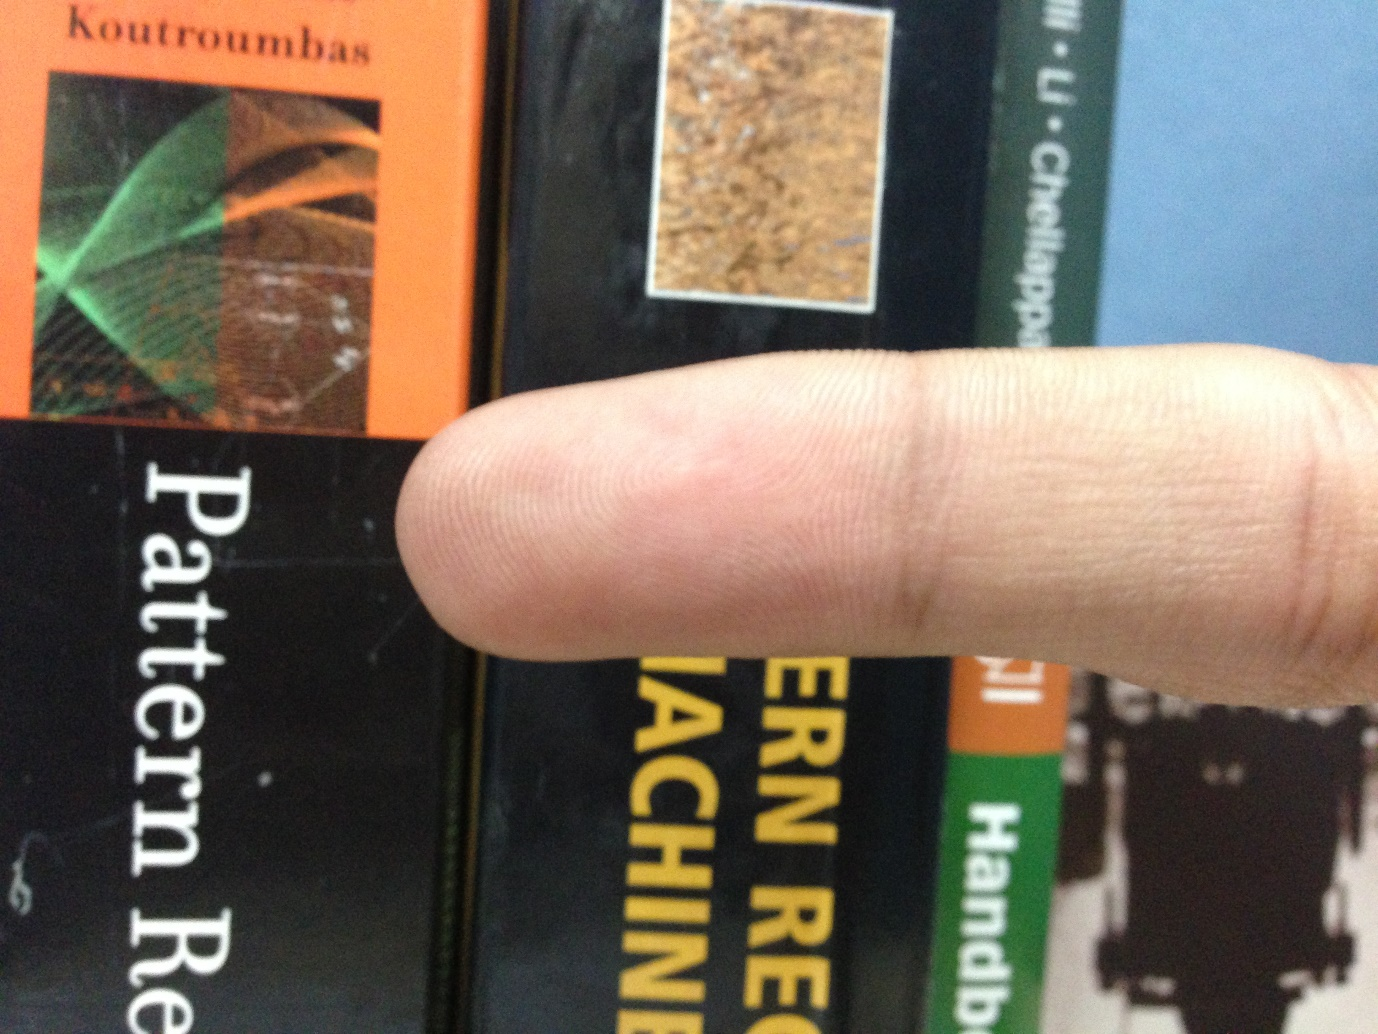 Koutroumbas
Pattern Re
ERN REC
ACHINE
Li • Chellappa
Handb